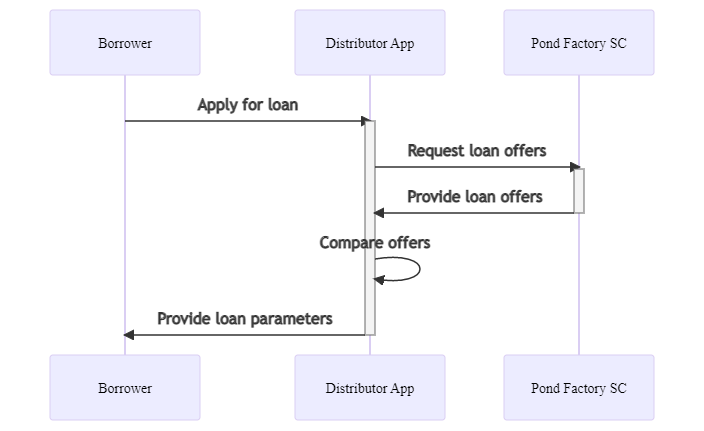 Borrower
Distributor App
Pond Factory SC
Apply for loan
Request loan offers
Provide loan offers
Compare offers
Provide loan parameters
Borrower
Distributor App
Pond Factory SC